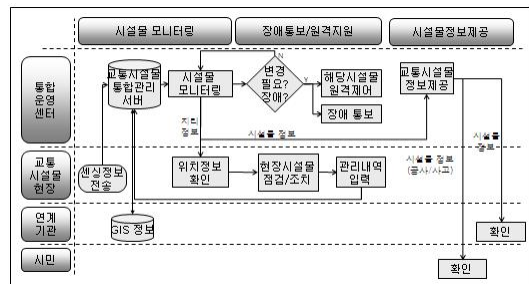 시설물 모니터링
장애통보/원격지원
시설물정보제공
통합
운영
센터
교통시설물
통합관리
서버
시설물
모니터링
N
변경
필요?
장애?
Y
해당시설물
원격제어
장애 통보
교통시설물
정보제공
지리
정보
시설물 정보
시설물
정보
교통
시설물
현장
센싱정보
전송
위치정보
확인
현장시설물
점검/조치
관리내역
입력
시설물 정보
(공사/사고)
연계
기관
GIS 정보
확인
시민
확인